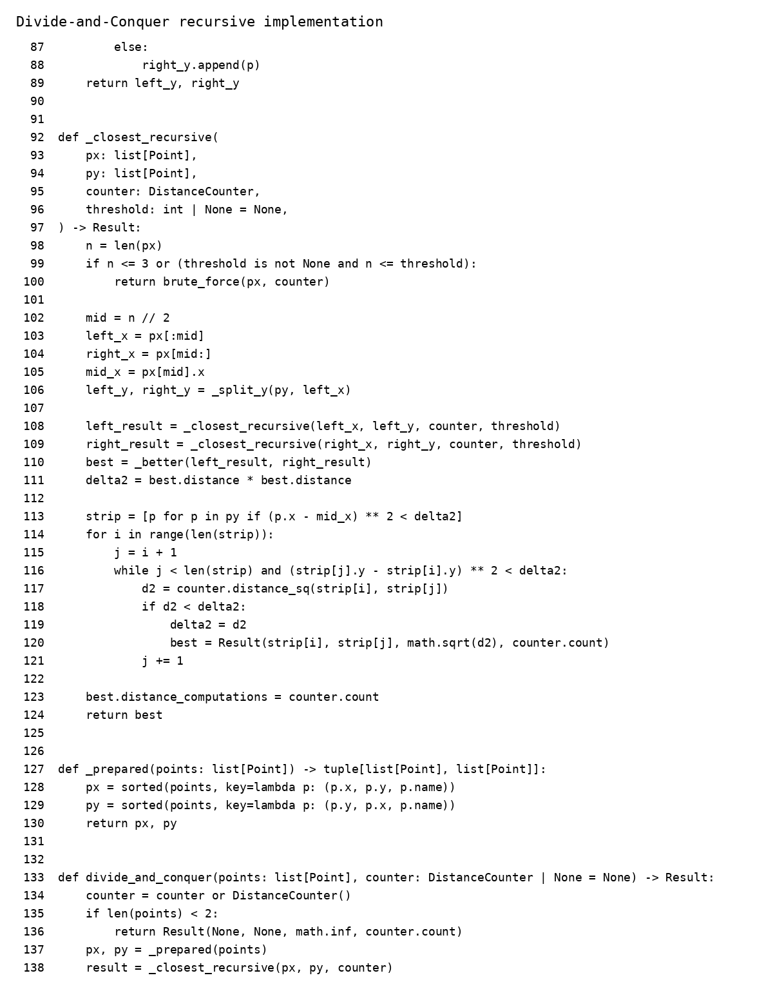 Divide-and-Conquer recursive implementation
87          else:
88              right_y.append(p)
89      return left_y, right_y
90
91
92  def _closest_recursive(
93      px: list[Point],
94      py: list[Point],
95      counter: DistanceCounter,
96      threshold: int | None = None,
97  ) -> Result:
98      n = len(px)
99      if n <= 3 or (threshold is not None and n <= threshold):
100          return brute_force(px, counter)
101
102      mid = n // 2
103      left_x = px[:mid]
104      right_x = px[mid:]
105      mid_x = px[mid].x
106      left_y, right_y = _split_y(py, left_x)
107
108      left_result = _closest_recursive(left_x, left_y, counter, threshold)
109      right_result = _closest_recursive(right_x, right_y, counter, threshold)
110      best = _better(left_result, right_result)
111      delta2 = best.distance * best.distance
112
113      strip = [p for p in py if (p.x - mid_x) ** 2 < delta2]
114      for i in range(len(strip)):
115          j = i + 1
116          while j < len(strip) and (strip[j].y - strip[i].y) ** 2 < delta2:
117              d2 = counter.distance_sq(strip[i], strip[j])
118              if d2 < delta2:
119                  delta2 = d2
120                  best = Result(strip[i], strip[j], math.sqrt(d2), counter.count)
121              j += 1
122
123      best.distance_computations = counter.count
124      return best
125
126
127  def _prepared(points: list[Point]) -> tuple[list[Point], list[Point]]:
128      px = sorted(points, key=lambda p: (p.x, p.y, p.name))
129      py = sorted(points, key=lambda p: (p.y, p.x, p.name))
130      return px, py
131
132
133  def divide_and_conquer(points: list[Point], counter: DistanceCounter | None = None) -> Result:
134      counter = counter or DistanceCounter()
135      if len(points) < 2:
136          return Result(None, None, math.inf, counter.count)
137      px, py = _prepared(points)
138      result = _closest_recursive(px, py, counter)